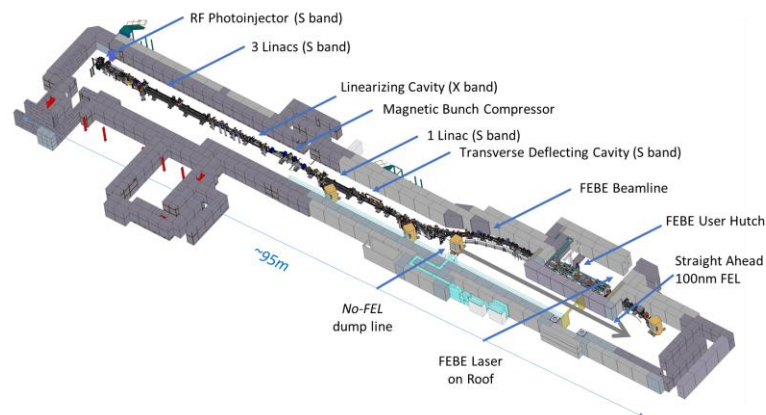 RF Photoinjector (S band)
3 Linacs (S band)
Linearizing Cavity (X band)
Magnetic Bunch Compressor
1 Linac (S band)
Transverse Deflecting Cavity (S band)
FEBE Beamline
FEBE User Hutch
Straight Ahead
100nm FEL
~95m
No-FEL
dump line
FEBE Laser
on Roof